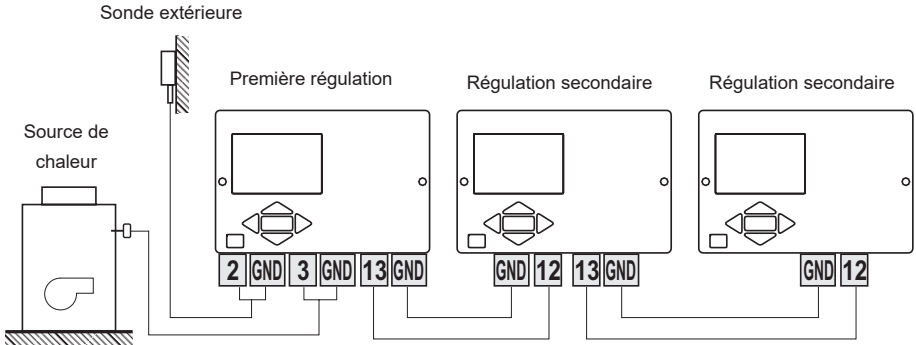 Sonde extérieure
Première régulation
Régulation secondaire
Régulation secondaire
Source de
chaleur
2 GND 3 GND 13 GND
GND 12 13 GND
GND 12